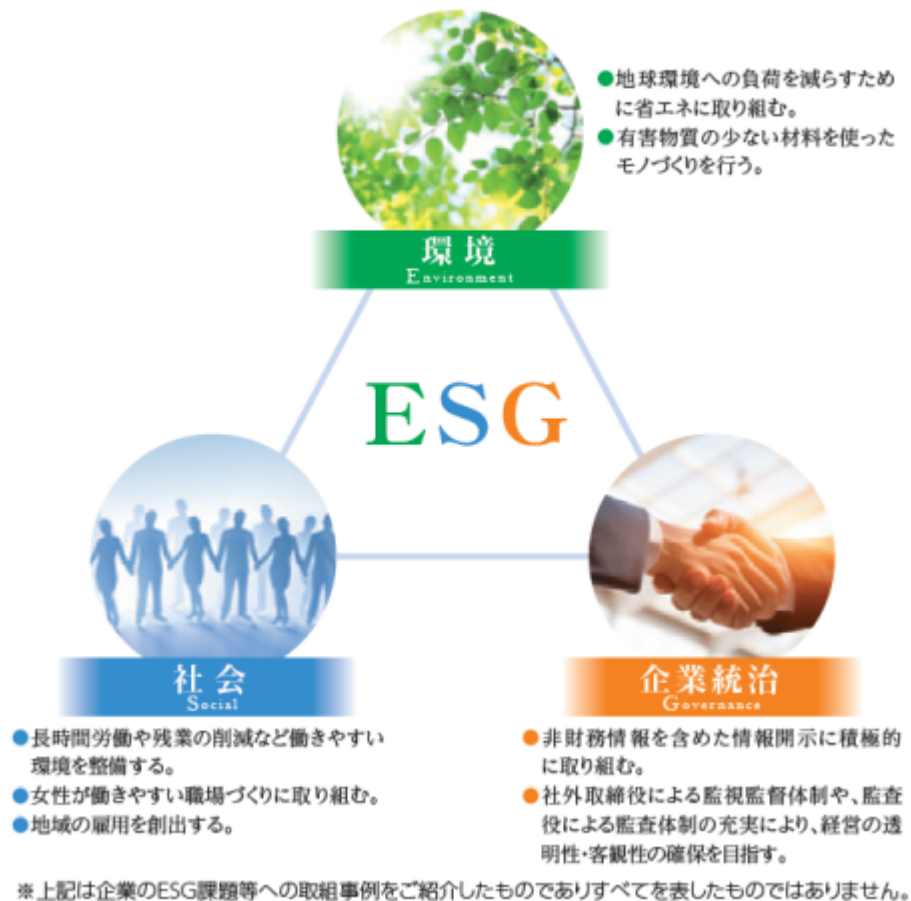 ●地球環境への負荷を減らすため
に省エネに取り組む。
●有害物質の少ない材料を使った
モノづくりを行う。
環境
Environment
ESG
社会
Social
●長時間労働や残業の削減など働きやすい
環境を整備する。
●女性が働きやすい職場づくりに取り組む。
●地域の雇用を創出する。
企業統治
Governance
●非財務情報を含めた情報開示に積極的
に取り組む。
●社外取締役による監視監督体制や、監査
役による監査体制の充実により、経営の透
明性・客観性の確保を目指す。
※上記は企業のESG課題等への取組事例をご紹介したものでありすべてを表したものではありません。